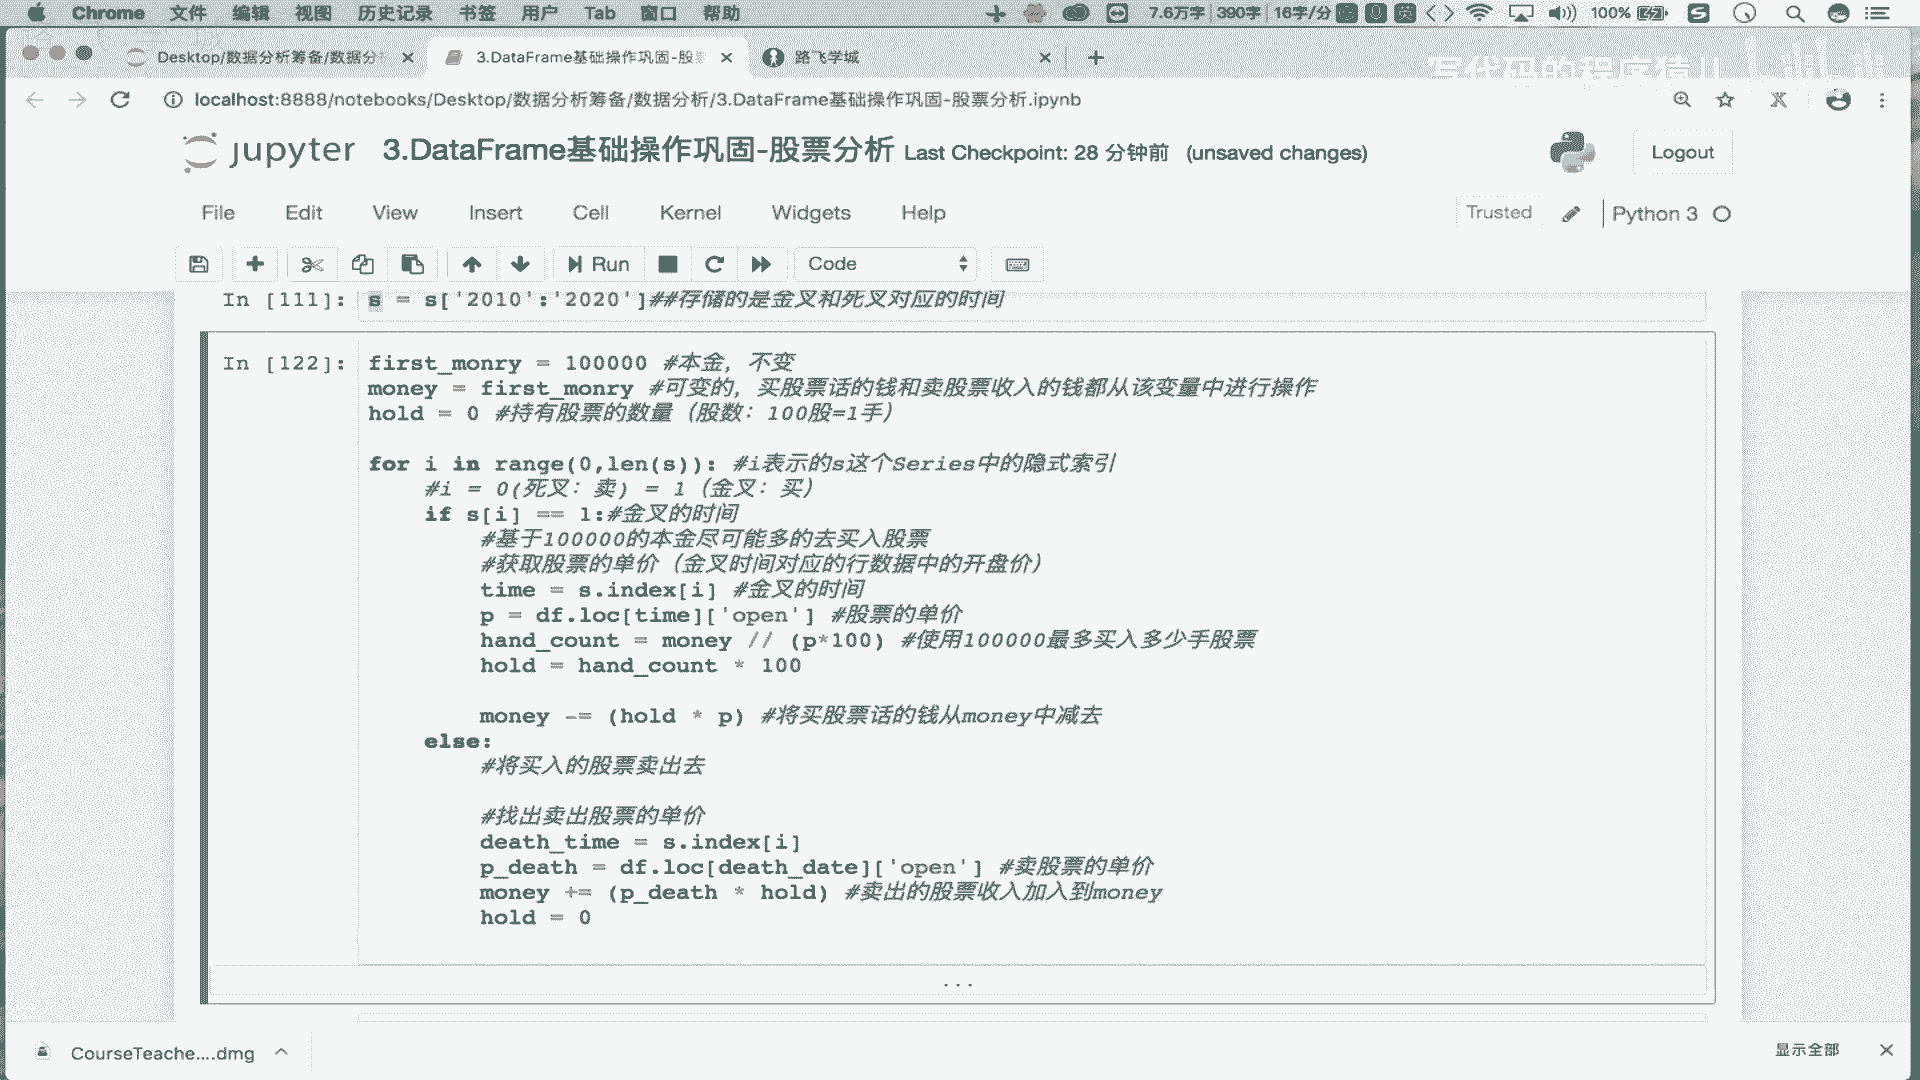 Chrome 文件 编辑 视图 历史记录 书签 用户 Tab 窗口 帮助 7.6万字 390字 16字/分 英 100%
Desktop/数据分析筹备/数据分析 3.DataFrame基础操作巩固-股票 路飞学城
写代码的程序猿儿
localhost:8888/notebooks/Desktop/数据分析筹备/数据分析/3.DataFrame基础操作巩固-股票分析.ipynb
jupyter 3.DataFrame基础操作巩固-股票分析 Last Checkpoint: 28 分钟前 (unsaved changes) Logout
File Edit View Insert Cell Kernel Widgets Help Trusted Python 3
Run Code
In [111]: s = s['2010':'2020']##存储的是金叉和死叉对应的时间
In [122]: first_monry = 100000 #本金，不变
money = first_monry #可变的，买股票话的钱和卖股票收入的钱都从该变量中进行操作
hold = 0 #持有股票的数量（股数：100股=1手）
for i in range(0,len(s)): #i表示的s这个Series中的隐式索引
#i = 0(死叉：卖) = 1（金叉：买）
if s[i] == 1:#金叉的时间
#基于100000的本金尽可能多的去买入股票
#获取股票的单价（金叉时间对应的行数据中的开盘价）
time = s.index[i] #金叉的时间
p = df.loc[time]['open'] #股票的单价
hand_count = money // (p*100) #使用100000最多买入多少手股票
hold = hand_count * 100
money -= (hold * p) #将买股票话的钱从money中减去
else:
#将买入的股票卖出去
#找出卖出股票的单价
death_time = s.index[i]
p_death = df.loc[death_date]['open'] #卖股票的单价
money += (p_death * hold) #卖出的股票收入加入到money
hold = 0
...
CourseTeache....dmg 显示全部